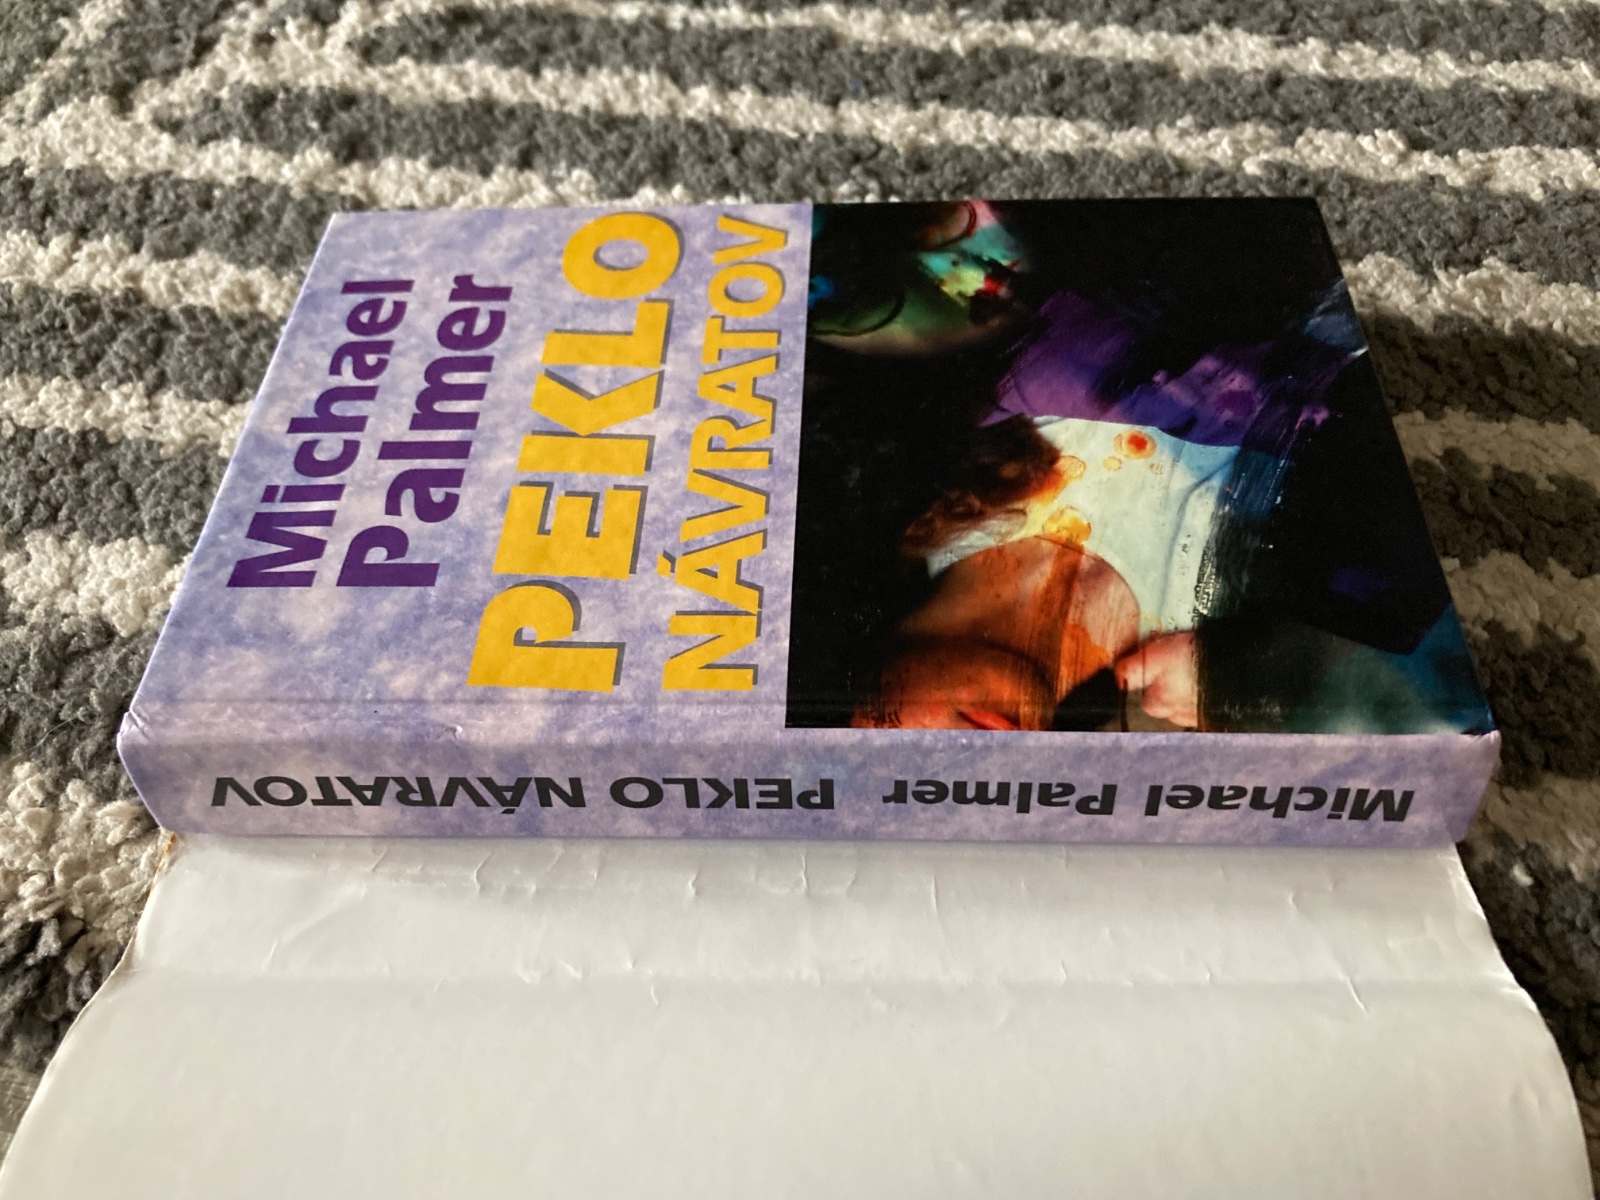 Michael
Palmer
PEKLO
NÁVRATOV
Michael Palmer PEKLO NÁVRATOV